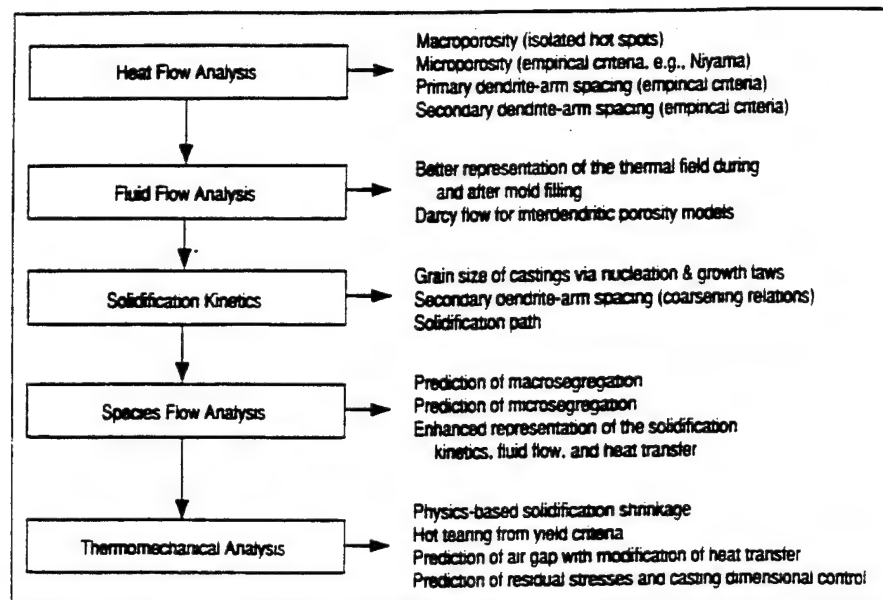 Heat Flow Analysis
Macroporosity (isolated hot spots)
Microporosity (empirical criteria, e.g., Niyama)
Primary dendrite-arm spacing (empirical criteria)
Secondary dendrite-arm spacing (empirical criteria)
Fluid Flow Analysis
Better representation of the thermal field during
and after mold filling
Darcy flow for interdendritic porosity models
Solidification Kinetics
Grain size of castings via nucleation & growth laws
Secondary dendrite-arm spacing (coarsening relations)
Solidification path
Species Flow Analysis
Prediction of macrosegregation
Prediction of microsegregation
Enhanced representation of the solidification
kinetics, fluid flow, and heat transfer
Thermomechanical Analysis
Physics-based solidification shrinkage
Hot tearing from yield criteria
Prediction of air gap with modification of heat transfer
Prediction of residual stresses and casting dimensional control